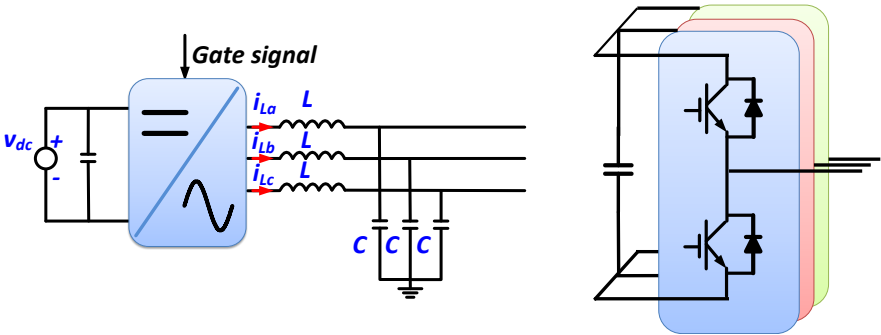 Gate signal
i_La L
v_dc + i_Lb L
- i_Lc L
C C C